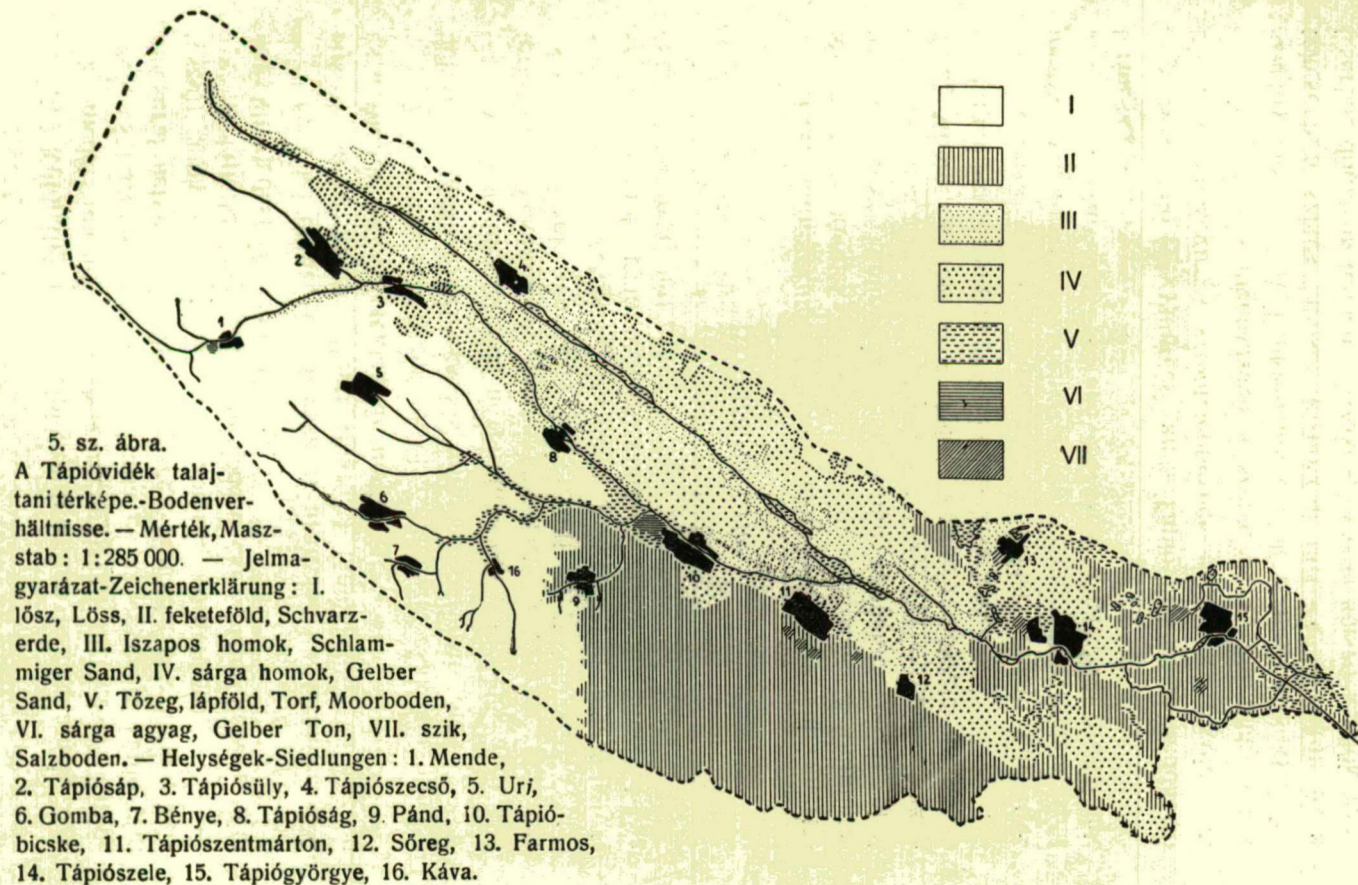 I
II
III
IV
V
VI
VII
1
2
3
4
5
6
7
8
9
10
11
12
13
14
15
16
5. sz. ábra.
A Tápióvidék talaj-
tani térképe.-Bodenver-
hältnisse. — Mérték, Masz-
stab : 1:285 000. — Jelma-
gyarázat-Zeichenerklärung : I.
lősz, Löss, II. feketeföld, Schvarz-
erde, III. Iszapos homok, Schlam-
miger Sand, IV. sárga homok, Gelber
Sand, V. Tőzeg, lápföld, Torf, Moorboden,
VI. sárga agyag, Gelber Ton, VII. szik,
Salzboden. — Helységek-Siedlungen : 1. Mende,
2. Tápiósáp, 3. Tápiósüly, 4. Tápiószecső, 5. Uri,
6. Gomba, 7. Bénye, 8. Tápióság, 9. Pánd, 10. Tápió-
bicske, 11. Tápiószentmárton, 12. Sőreg, 13. Farmos,
14. Tápiószele, 15. Tápiógyörgye, 16. Káva.